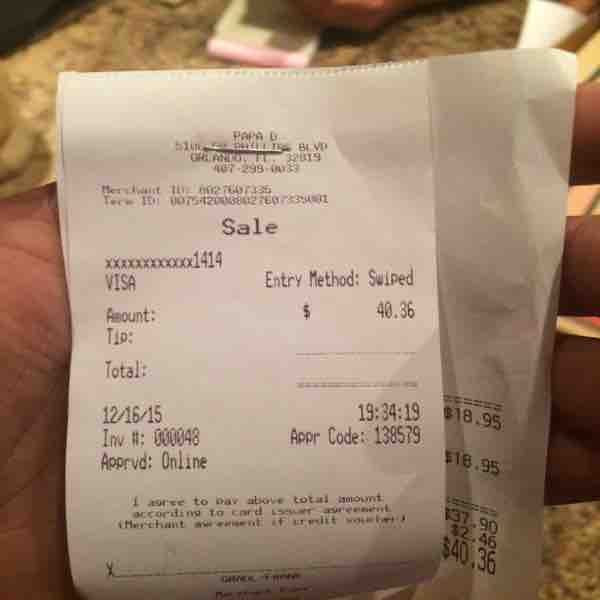 PAPA D
BLVD
ORLANDO, FL. 32819
407-299-0033
Merchant ID: 8027607335
Term ID: 0075420008027607339001
Sale
xxxxxxxxxxxx1414
VISA
Entry Method: Swiped
Amount: $ 40.36
Tip:
Total:
12/16/15 19:34:19
Inv #: 000048 Appr Code: 138579
Apprvd: Online
I agree to pay above total amount
according to card issuer agreement
(Merchant agreement if credit voucher)
X
$18.95
$18.95
$37.90
$2.46
$40.36